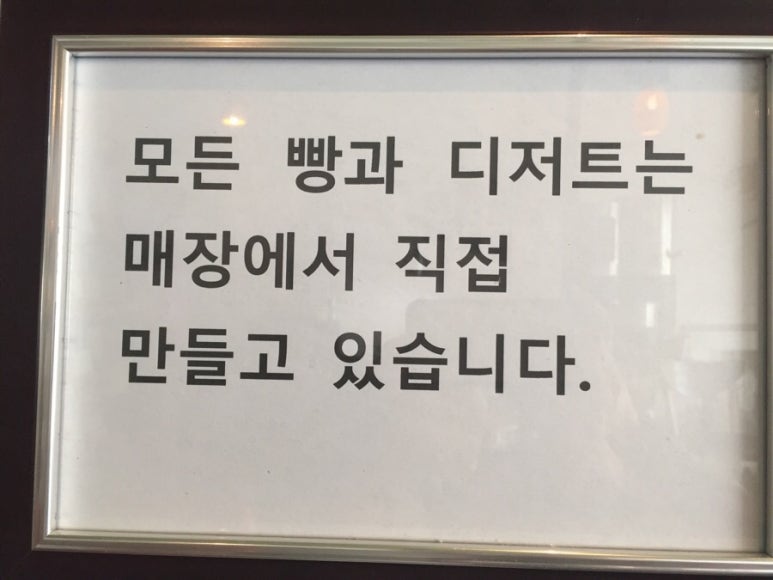 모든 빵과 디저트는
매장에서 직접
만들고 있습니다.